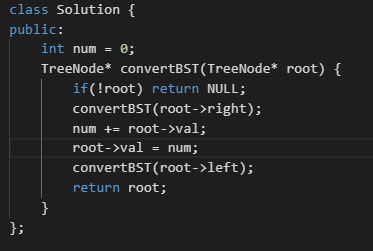 class Solution {
public:
    int num = 0;
    TreeNode* convertBST(TreeNode* root) {
        if(!root) return NULL;
        convertBST(root->right);
        num += root->val;
        root->val = num;
        convertBST(root->left);
        return root;
    }
};